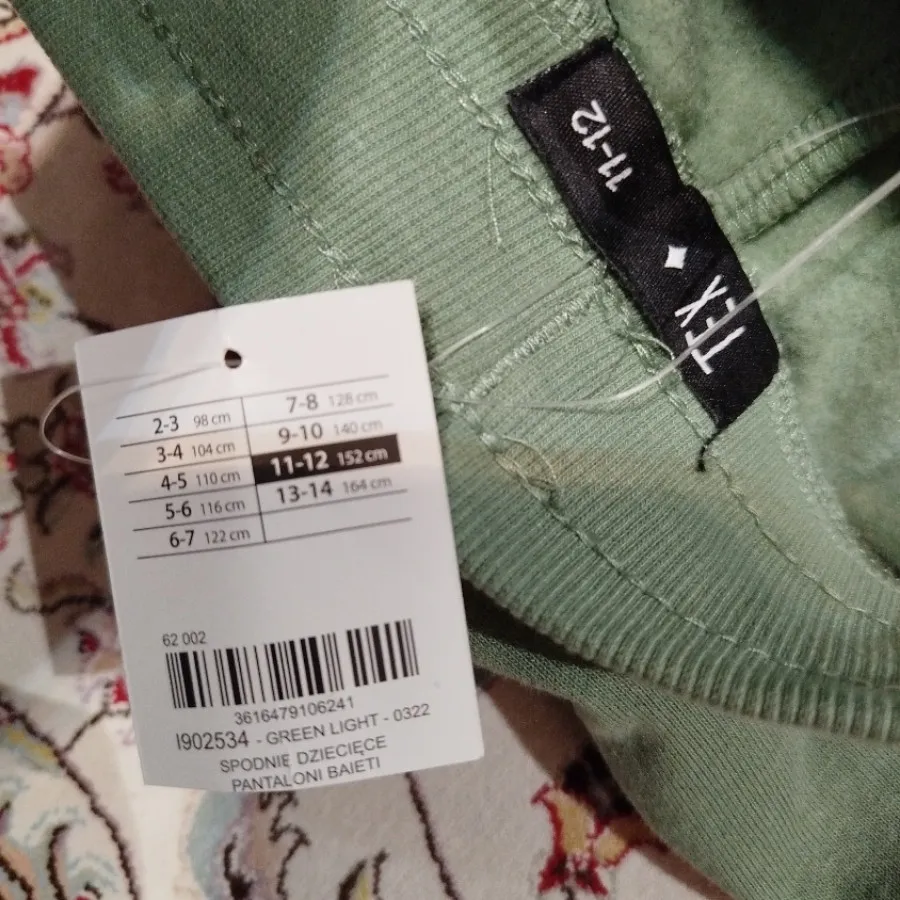 11-12
TEX
2-3 98 cm
3-4 104 cm
4-5 110 cm
5-6 116 cm
6-7 122 cm
7-8 128 cm
9-10 140 cm
11-12 152 cm
13-14 164 cm
62 002
3616479106241
I902534 - GREEN LIGHT - 0322
SPODNIE DZIECIĘCE
PANTALONI BAIETI